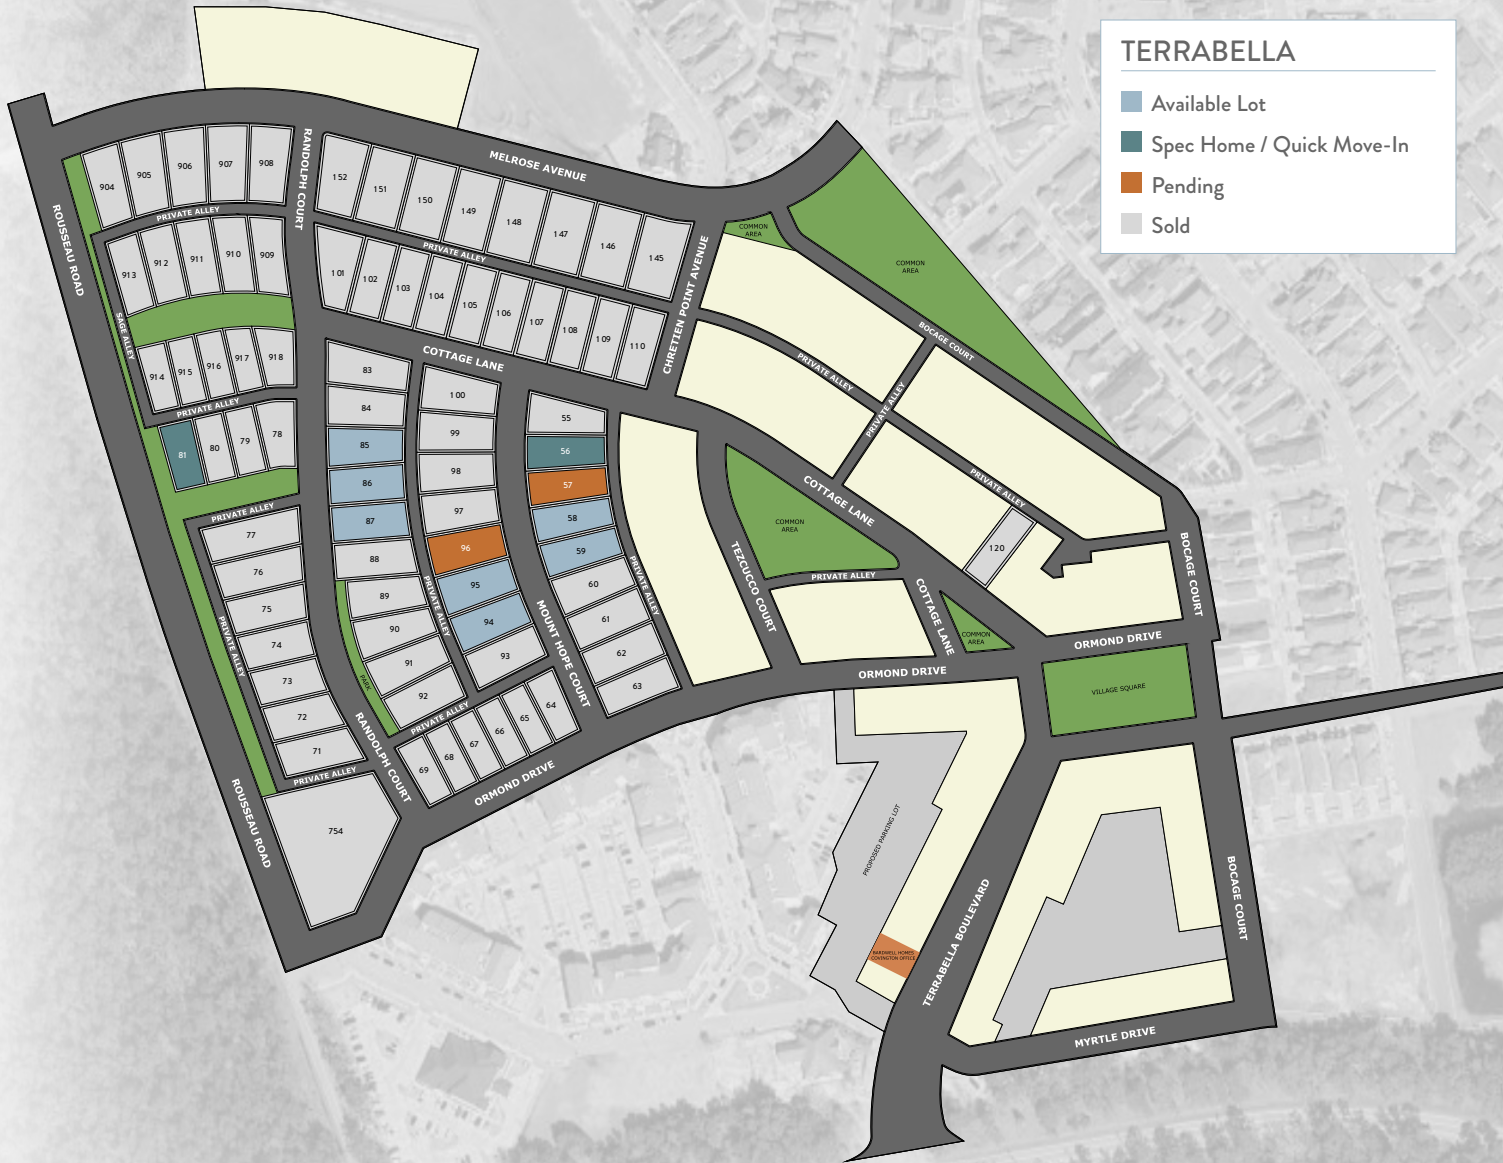 TERRABELLA
Available Lot
Spec Home / Quick Move-In
Pending
Sold
MELROSE AVENUE
RANDOLPH COURT
ROUSSEAU ROAD
904
905
906
907
908
PRIVATE ALLEY
913
912
911
910
909
SAGE ALLEY
914
915
916
917
918
PRIVATE ALLEY
81
80
79
78
PRIVATE ALLEY
77
76
75
74
73
72
71
PRIVATE ALLEY
PRIVATE ALLEY
754
ROUSSEAU ROAD
152
151
150
149
148
147
146
145
PRIVATE ALLEY
101
102
103
104
105
106
107
108
109
110
CHRETIEN POINT AVENUE
COTTAGE LANE
83
84
85
86
87
88
89
90
91
92
PARK
RANDOLPH COURT
100
99
98
97
96
95
94
93
PRIVATE ALLEY
PRIVATE ALLEY
69
68
67
66
65
64
MOUNT HOPE COURT
55
56
57
58
59
60
61
62
63
PRIVATE ALLEY
ORMOND DRIVE
COMMON
AREA
COMMON
AREA
BOCAGE COURT
PRIVATE ALLEY
PRIVATE ALLEY
PRIVATE ALLEY
COTTAGE LANE
120
COMMON
AREA
PRIVATE ALLEY
TEZCUCCO COURT
COTTAGE LANE
COMMON
AREA
BOCAGE COURT
ORMOND DRIVE
ORMOND DRIVE
VILLAGE SQUARE
PROPOSED PARKING LOT
BARDWELL HOMES
COVINGTON OFFICE
TERRABELLA BOULEVARD
BOCAGE COURT
MYRTLE DRIVE